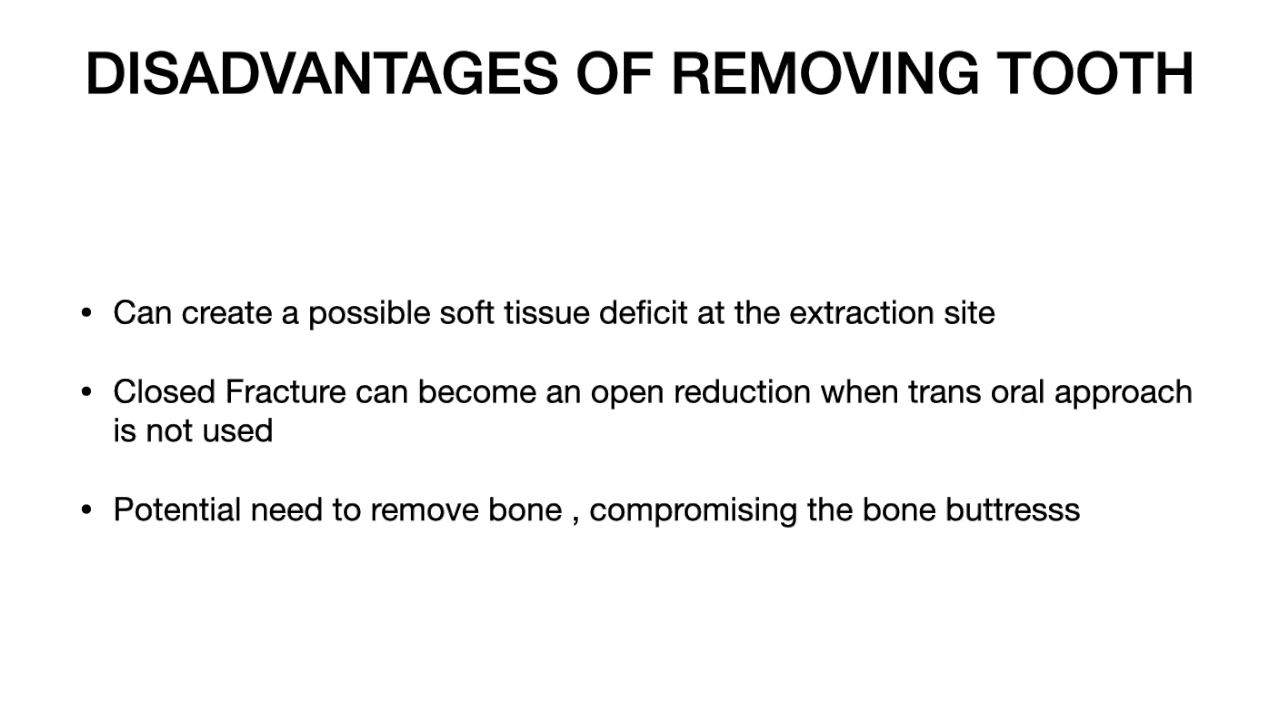 DISADVANTAGES OF REMOVING TOOTH
• Can create a possible soft tissue deficit at the extraction site
• Closed Fracture can become an open reduction when trans oral approach
is not used
• Potential need to remove bone , compromising the bone buttresss